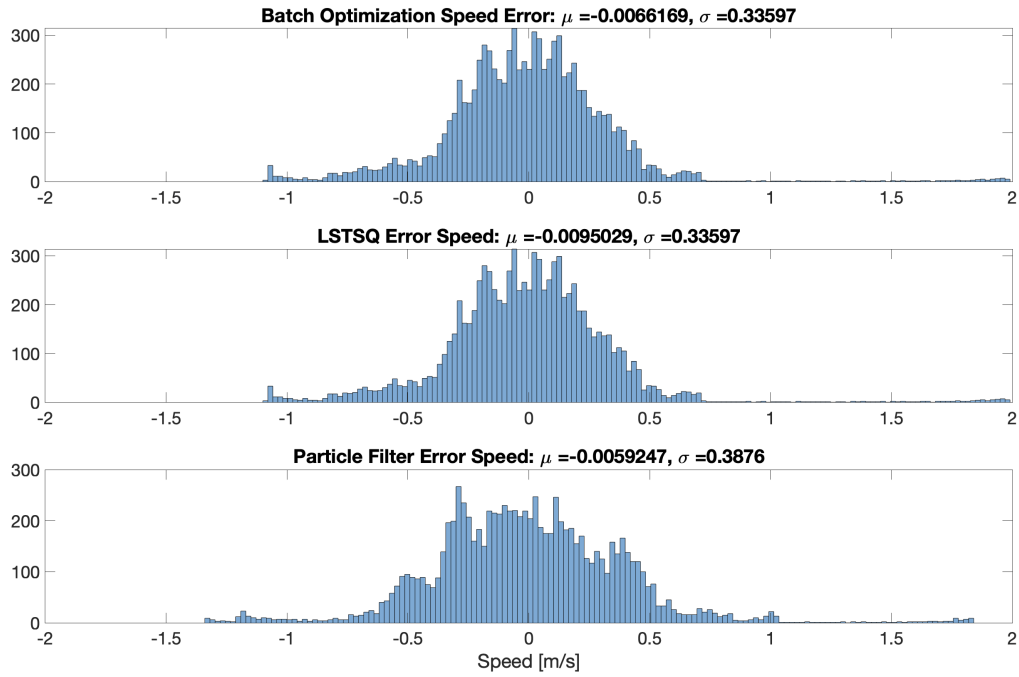 Batch Optimization Speed Error: μ =-0.0066169, σ =0.33597
300
200
100
0
-2 -1.5 -1 -0.5 0 0.5 1 1.5 2
LSTSQ Error Speed: μ =-0.0095029, σ =0.33597
300
200
100
0
-2 -1.5 -1 -0.5 0 0.5 1 1.5 2
Particle Filter Error Speed: μ =-0.0059247, σ =0.3876
300
200
100
0
-2 -1.5 -1 -0.5 0 0.5 1 1.5 2
Speed [m/s]